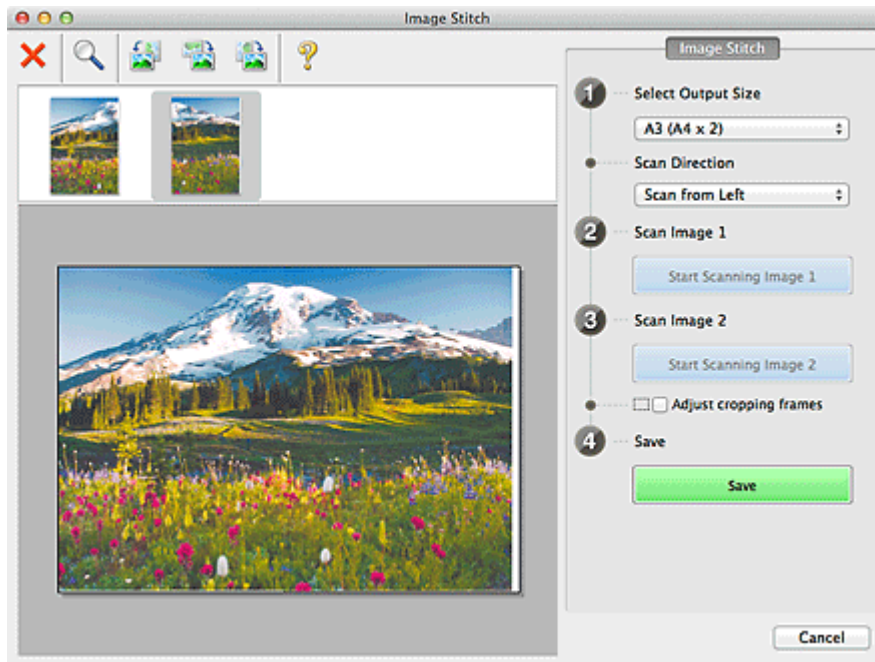 Image Stitch
?
Image Stitch
1 Select Output Size
A3 (A4 x 2)
Scan Direction
Scan from Left
2 Scan Image 1
Start Scanning Image 1
3 Scan Image 2
Start Scanning Image 2
Adjust cropping frames
4 Save
Save
Cancel